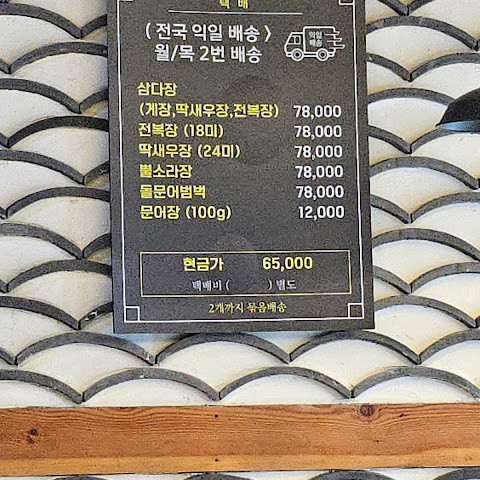 택 배
( 전국 익일 배송 )
월/목 2번 배송
익일
배송
삼다장
(게장,딱새우장,전복장) 78,000
전복장 (18미) 78,000
딱새우장 (24미) 78,000
뿔소라장 78,000
돌문어범벅 78,000
문어장 (100g) 12,000
현금가 65,000
택배비 ( ) 별도
2개까지 묶음배송